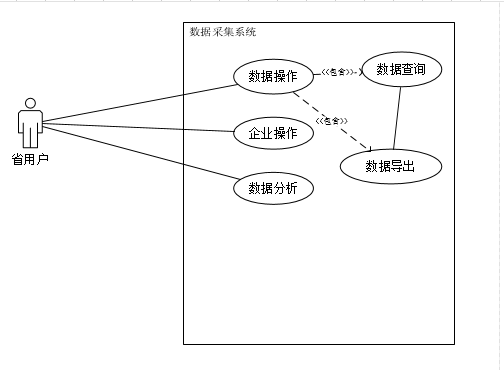 数据采集系统
数据操作
<<包含>>
数据查询
<<包含>>
企业操作
省用户
数据导出
数据分析